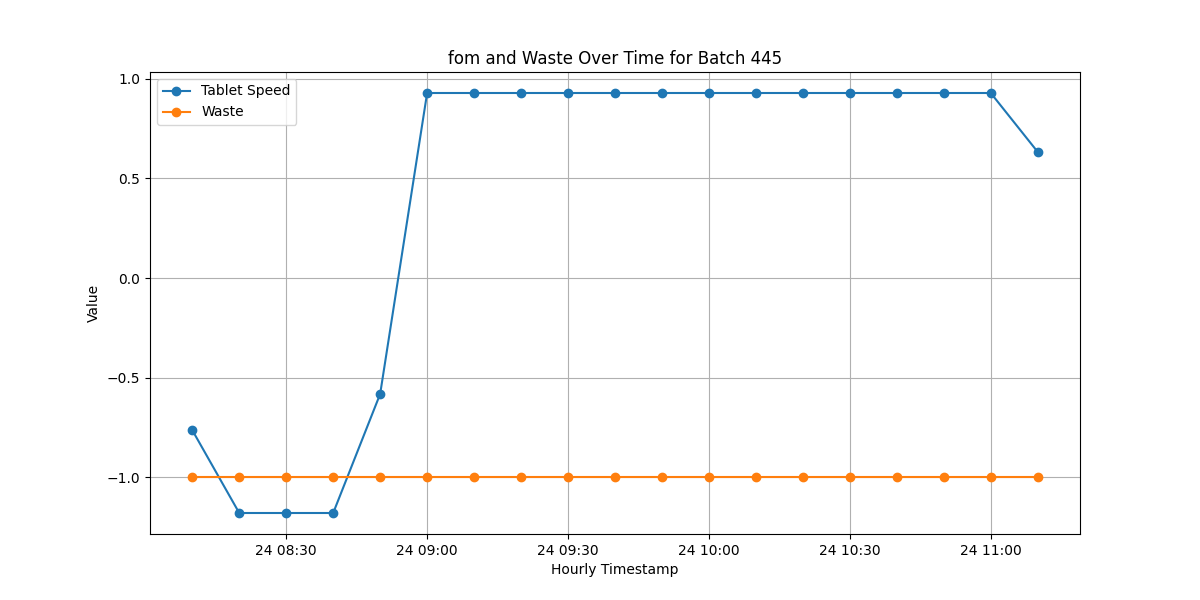 fom and Waste Over Time for Batch 445
Tablet Speed
Waste
1.0
0.5
0.0
−0.5
−1.0
Value
24 08:30 24 09:00 24 09:30 24 10:00 24 10:30 24 11:00
Hourly Timestamp